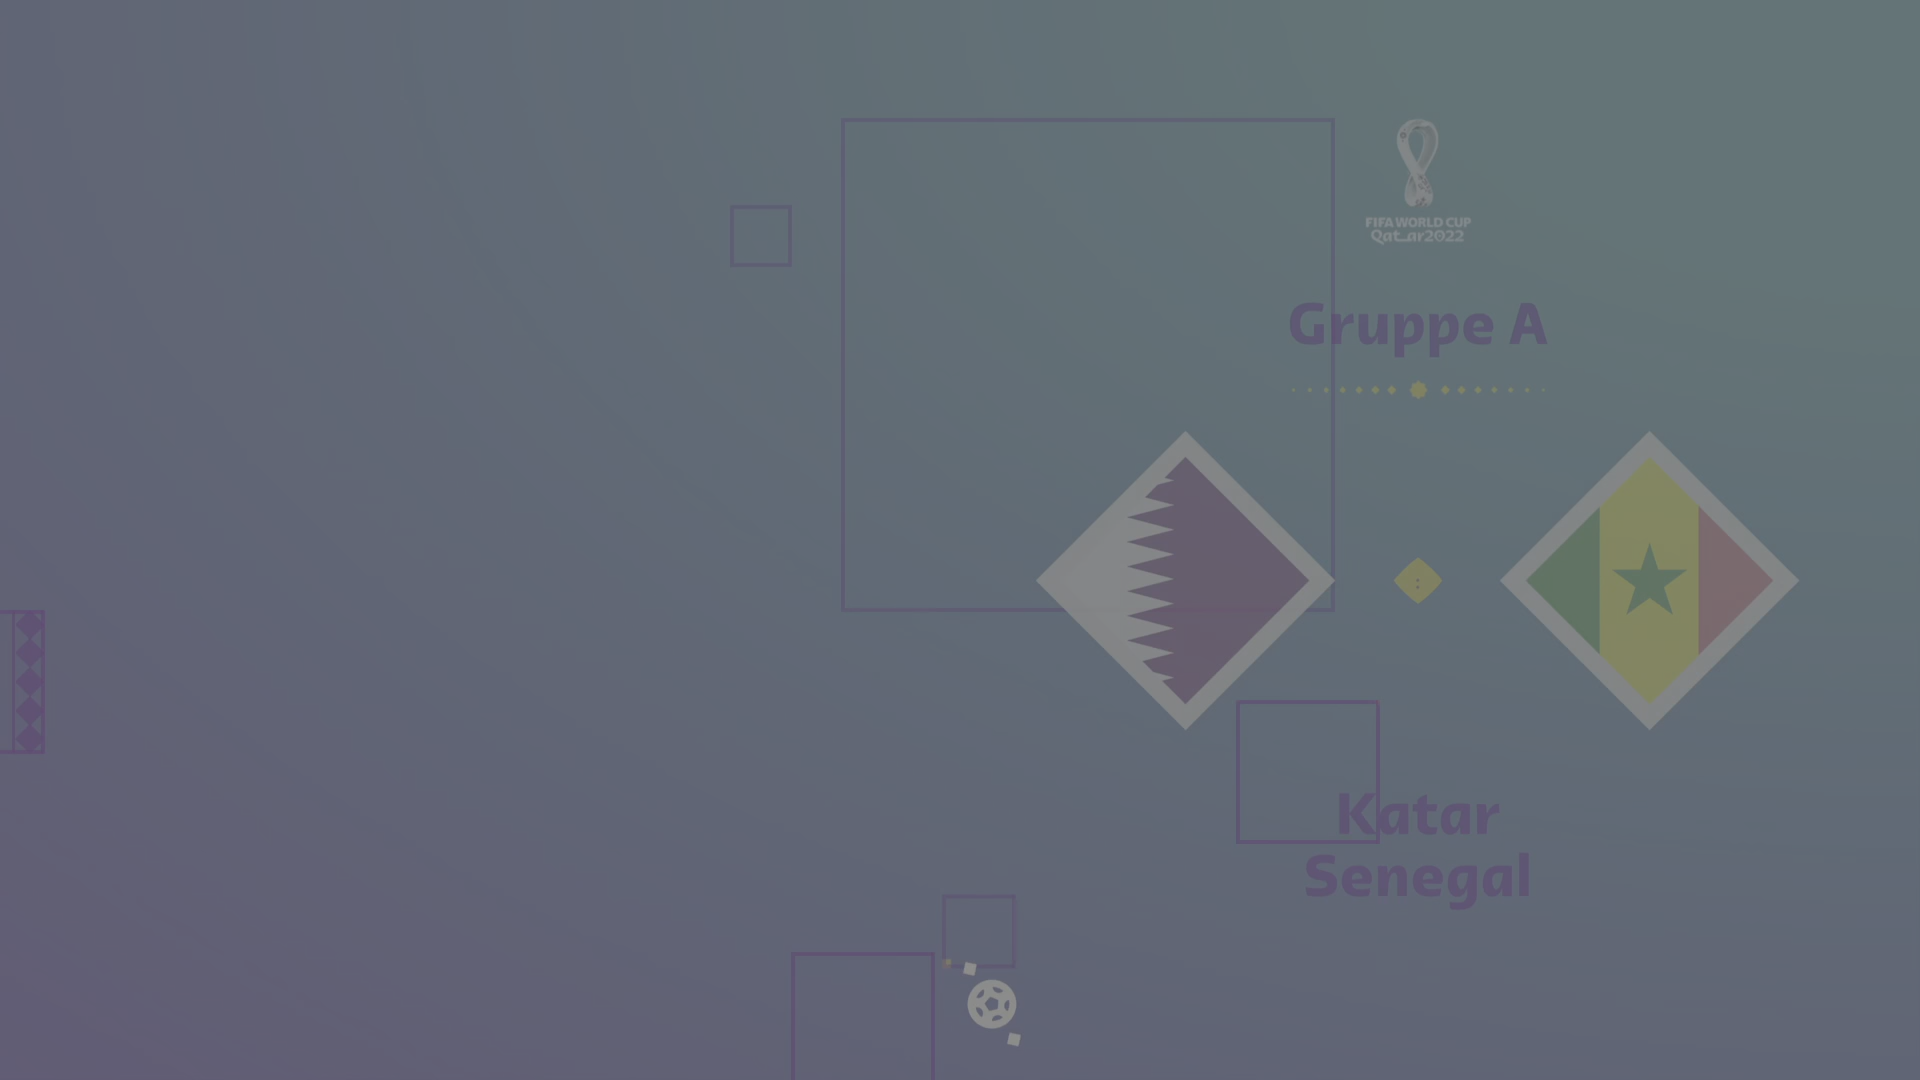 FIFA WORLD CUP
Qatar2022
Gruppe A
:
Katar
Senegal